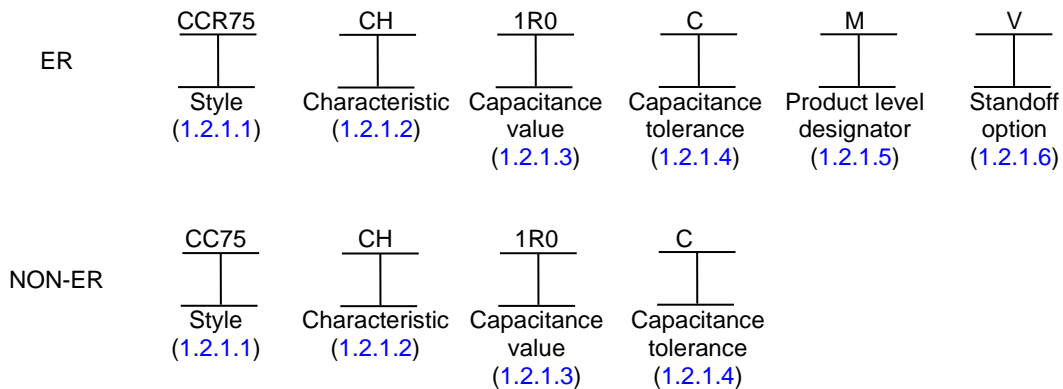 CCR75 CH 1R0 C M V
ER
Style Characteristic Capacitance Capacitance Product level Standoff
(1.2.1.1) (1.2.1.2) value tolerance designator option
(1.2.1.3) (1.2.1.4) (1.2.1.5) (1.2.1.6)
CC75 CH 1R0 C
NON-ER
Style Characteristic Capacitance Capacitance
(1.2.1.1) (1.2.1.2) value tolerance
(1.2.1.3) (1.2.1.4)